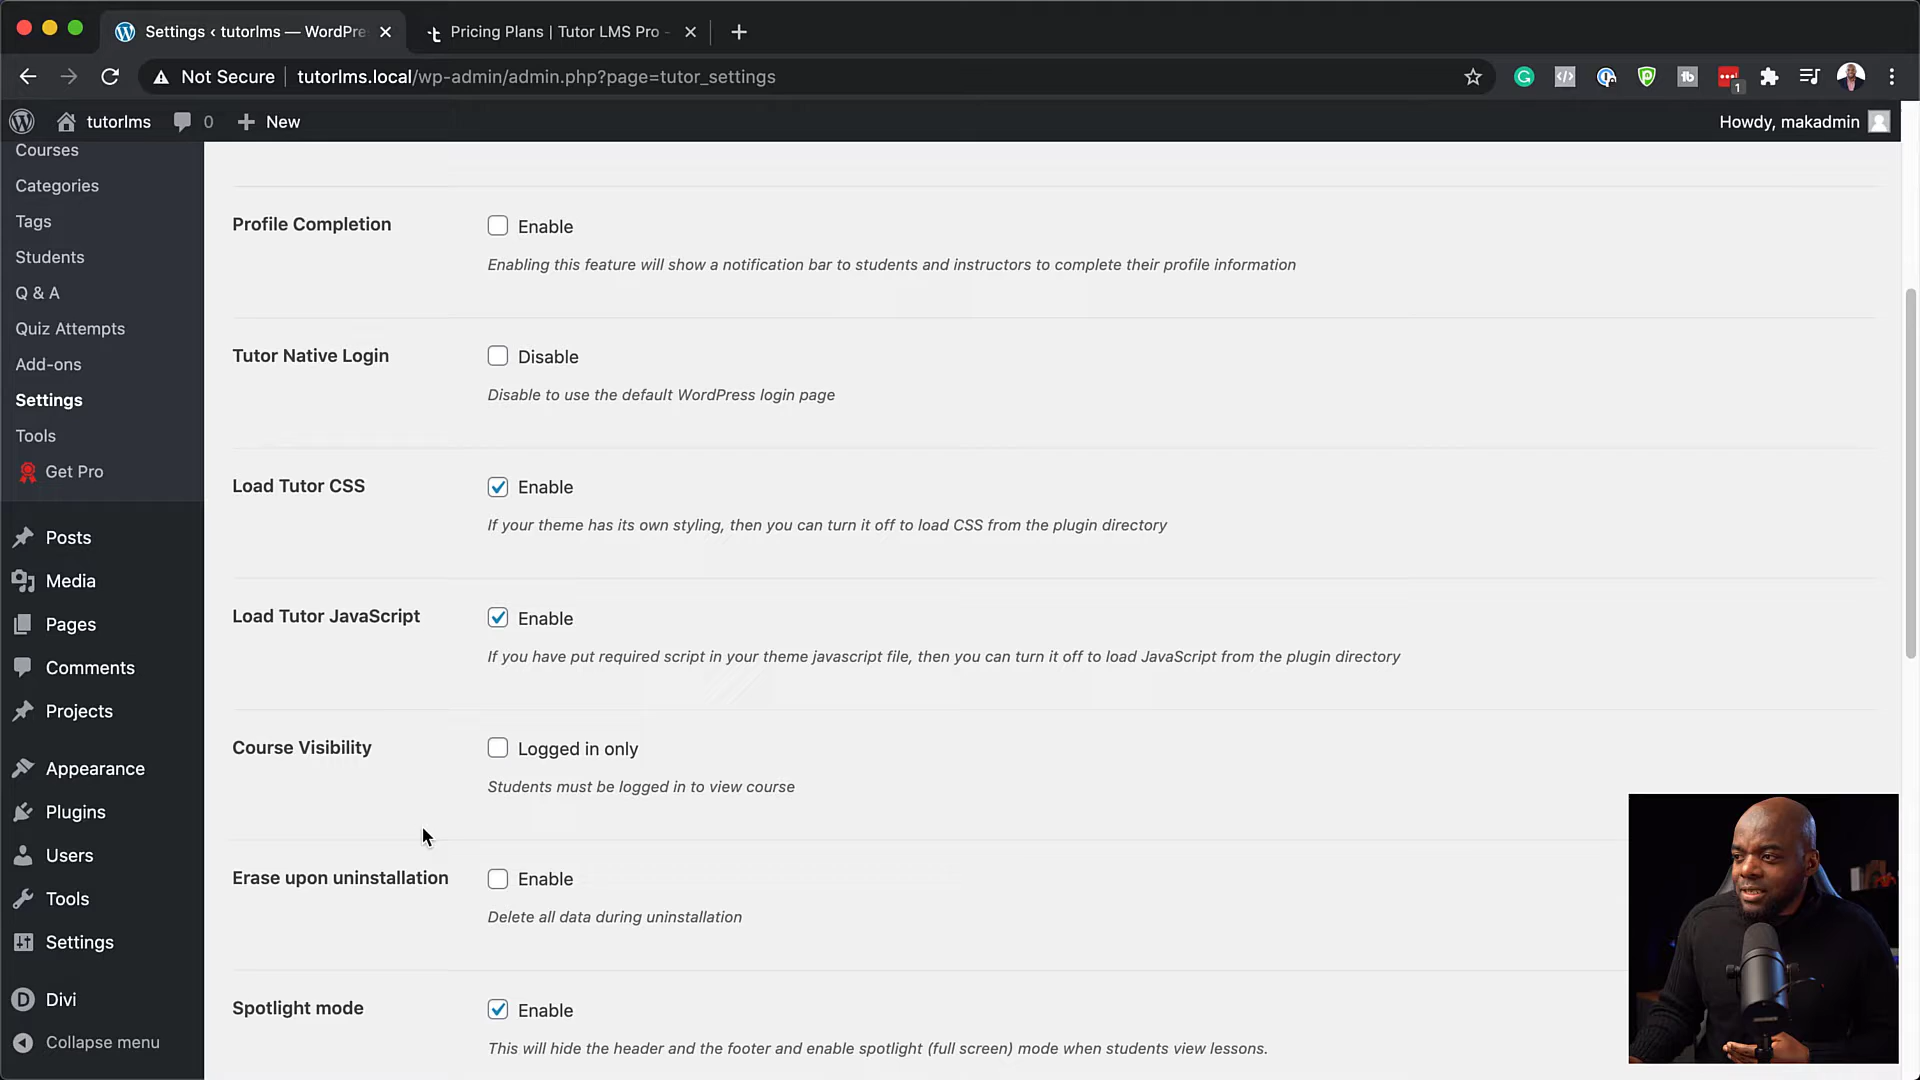 Settings ‹ tutorlms — WordPre
Pricing Plans | Tutor LMS Pro -
Not Secure
tutorlms.local/wp-admin/admin.php?page=tutor_settings
1
tutorlms
0
New
Howdy, makadmin
Courses
Categories
Tags
Students
Q & A
Quiz Attempts
Add-ons
Settings
Tools
Get Pro
Posts
Media
Pages
Comments
Projects
Appearance
Plugins
Users
Tools
Settings
Divi
Collapse menu
Profile Completion
Enable
Enabling this feature will show a notification bar to students and instructors to complete their profile information
Tutor Native Login
Disable
Disable to use the default WordPress login page
Load Tutor CSS
Enable
If your theme has its own styling, then you can turn it off to load CSS from the plugin directory
Load Tutor JavaScript
Enable
If you have put required script in your theme javascript file, then you can turn it off to load JavaScript from the plugin directory
Course Visibility
Logged in only
Students must be logged in to view course
Erase upon uninstallation
Enable
Delete all data during uninstallation
Spotlight mode
Enable
This will hide the header and the footer and enable spotlight (full screen) mode when students view lessons.